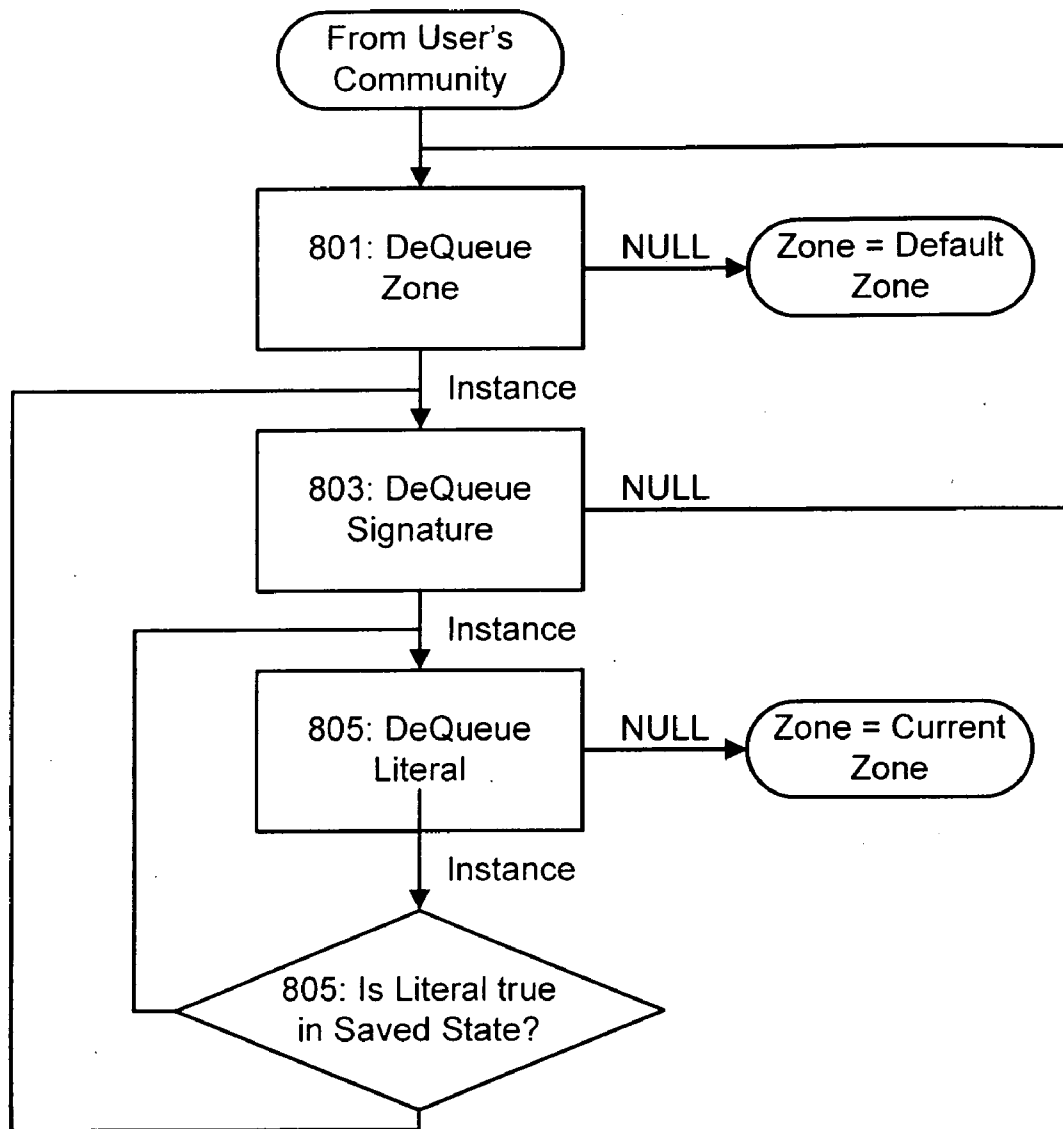 From User's
Community
801: DeQueue
Zone
NULL
Zone = Default
Zone
Instance
803: DeQueue
Signature
NULL
Instance
805: DeQueue
Literal
NULL
Zone = Current
Zone
Instance
805: Is Literal true
in Saved State?